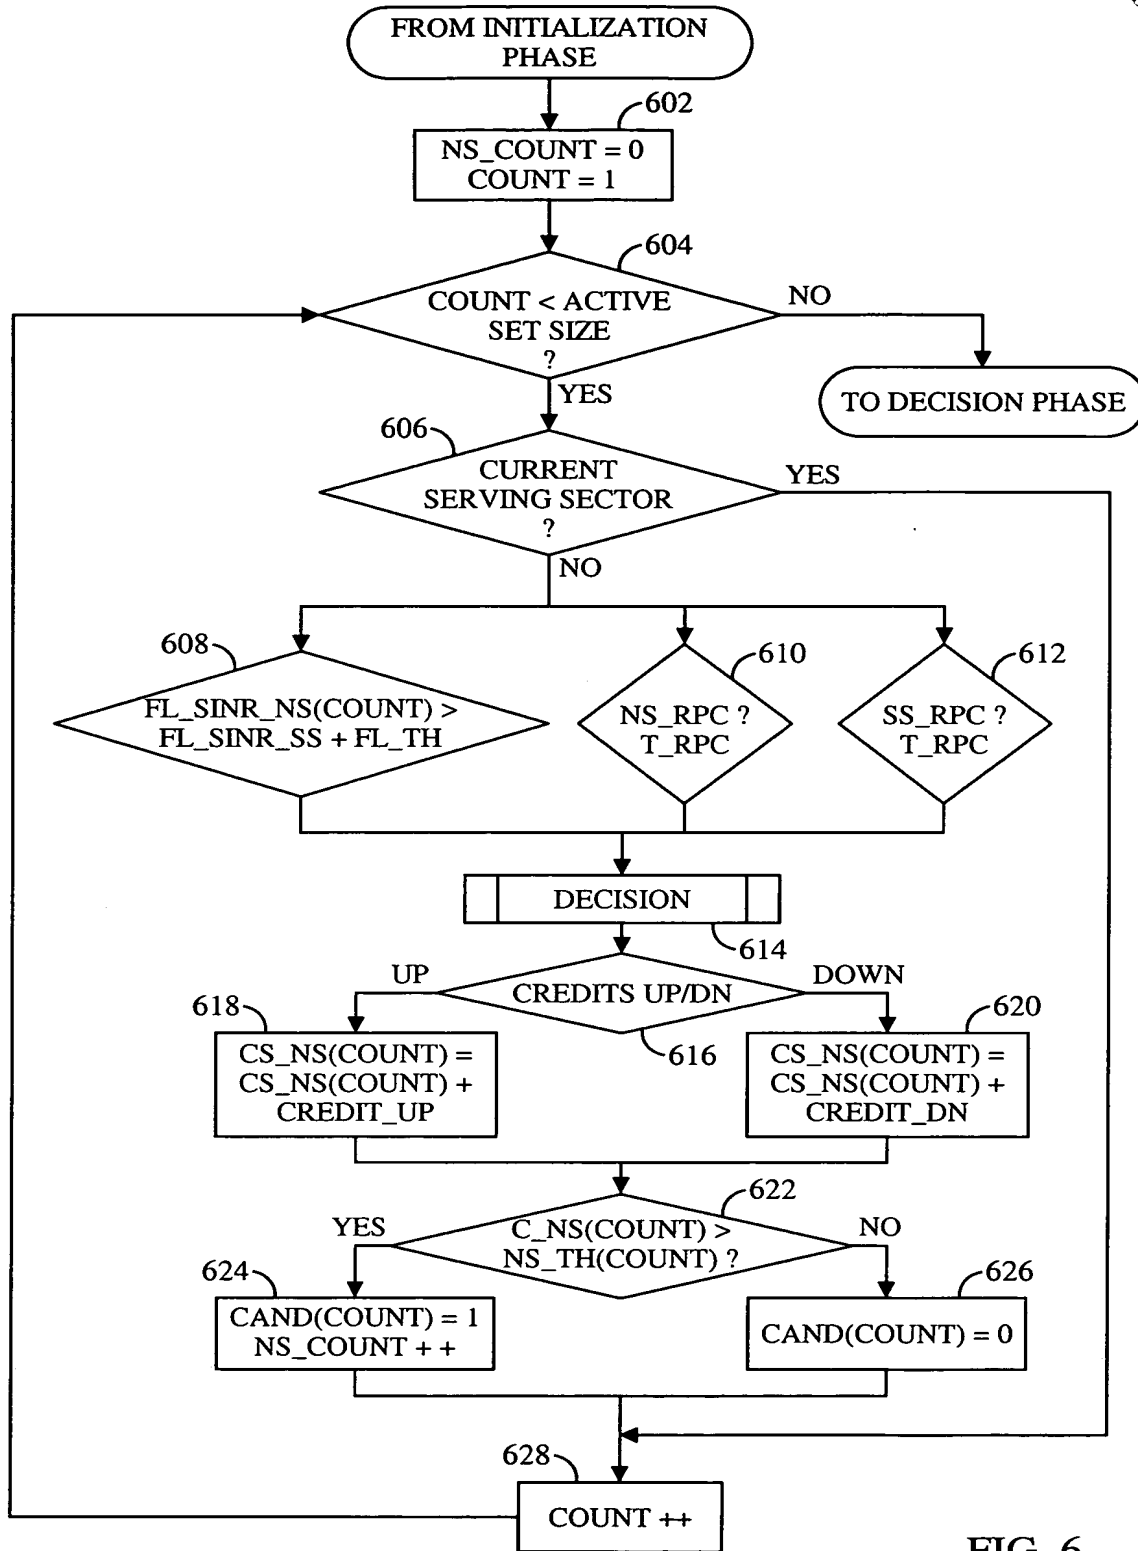 FROM INITIALIZATION
PHASE
602
NS_COUNT = 0
COUNT = 1
604
COUNT < ACTIVE
SET SIZE
?
NO
TO DECISION PHASE
YES
606
CURRENT
SERVING SECTOR
?
YES
NO
608
FL_SINR_NS(COUNT) >
FL_SINR_SS + FL_TH
610
NS_RPC ?
T_RPC
612
SS_RPC ?
T_RPC
DECISION
614
UP
CREDITS UP/DN
DOWN
616
618
CS_NS(COUNT) =
CS_NS(COUNT) +
CREDIT_UP
620
CS_NS(COUNT) =
CS_NS(COUNT) +
CREDIT_DN
622
YES
C_NS(COUNT) >
NS_TH(COUNT) ?
NO
624
CAND(COUNT) = 1
NS_COUNT + +
626
CAND(COUNT) = 0
628
COUNT ++
FIG. 6